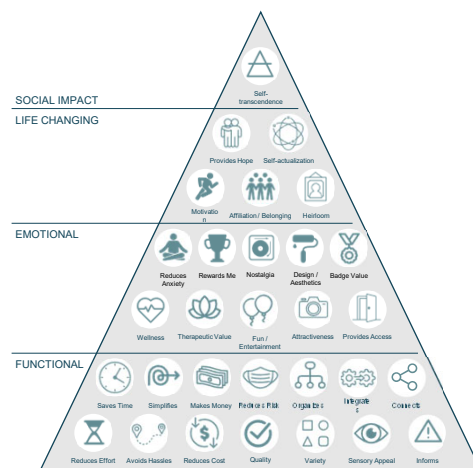 Self-
transcendence
SOCIAL IMPACT
LIFE CHANGING
Provides Hope
Self-actualization
Motivatio
n
Affiliation / Belonging
Heirloom
EMOTIONAL
Reduces
Anxiety
Rewards Me
Nostalgia
Design /
Aesthetics
Badge Value
Wellness
Therapeutic Value
Fun /
Entertainment
Attractiveness
Provides Access
FUNCTIONAL
Saves Time
Simplifies
Makes Money
Reduces Risk
Organizes
Integrate
s
Connects
Reduces Effort
Avoids Hassles
Reduces Cost
Quality
Variety
Sensory Appeal
Informs